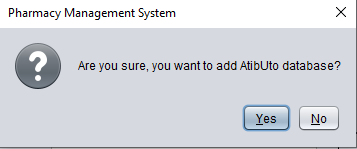 Pharmacy Management System
Are you sure, you want to add AtibUto database?
Yes
No